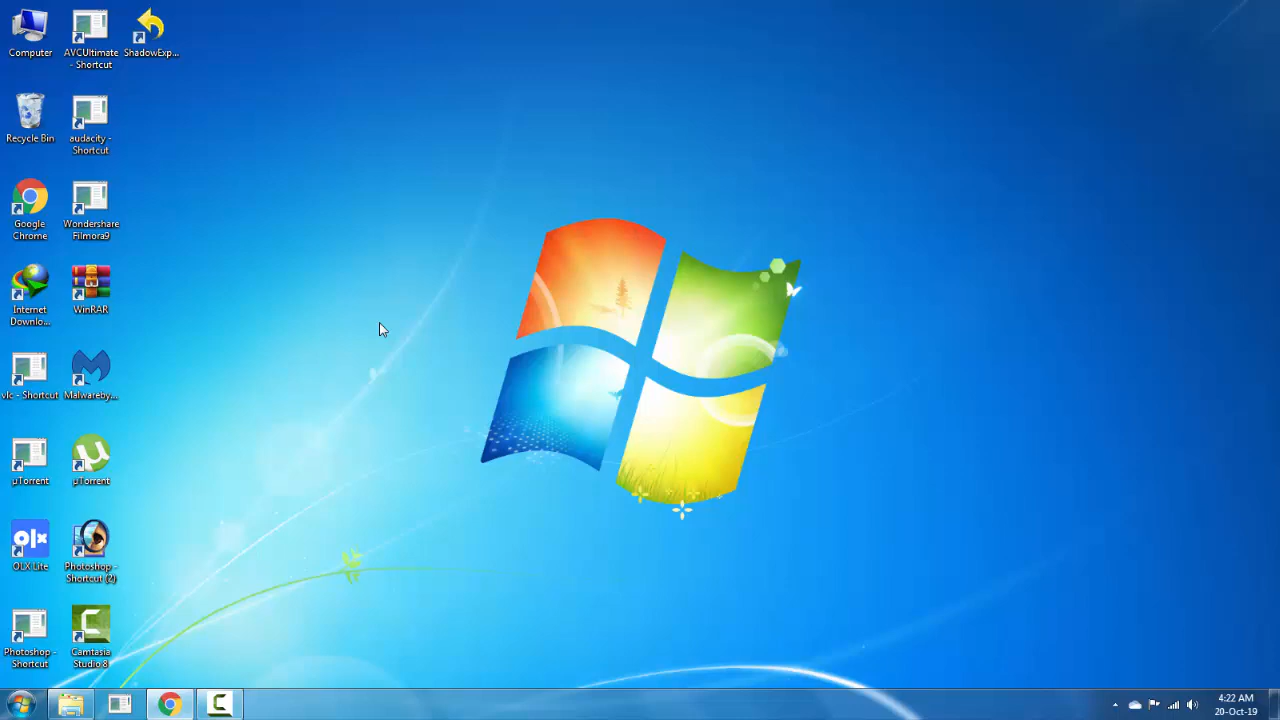 Computer
AVCUltimate
- Shortcut
ShadowExp...
Recycle Bin
audacity -
Shortcut
Google
Chrome
Wondershare
Filmora9
Internet
Downlo...
WinRAR
vlc - Shortcut
Malwareby...
µTorrent
µTorrent
olx
OLX Lite
Photoshop -
Shortcut (2)
Photoshop -
Shortcut
Camtasia
Studio 8
4:22 AM
20-Oct-19